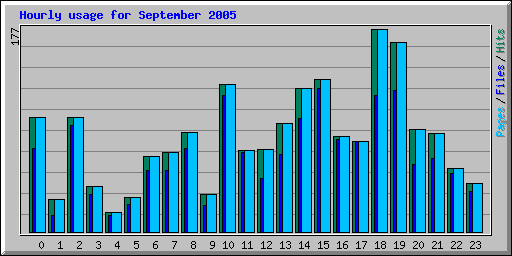 Hourly usage for September 2005
177
Pages/Files/Hits
0 1 2 3 4 5 6 7 8 9 10 11 12 13 14 15 16 17 18 19 20 21 22 23